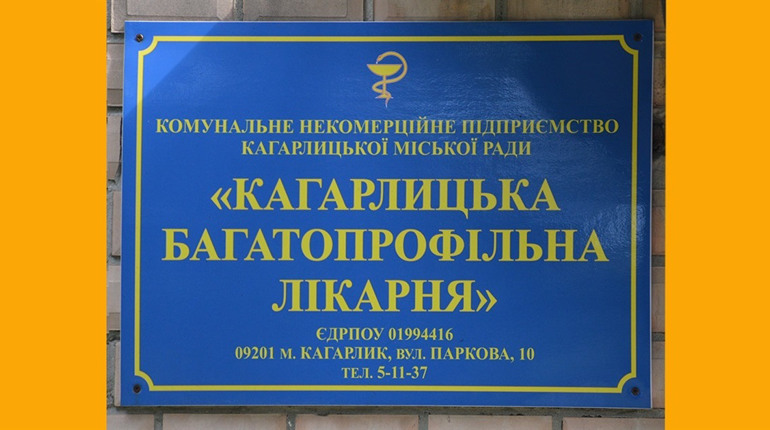 КОМУНАЛЬНЕ НЕКОМЕРЦІЙНЕ ПІДПРИЄМСТВО
КАГАРЛИЦЬКОЇ МІСЬКОЇ РАДИ
«КАГАРЛИЦЬКА
БАГАТОПРОФІЛЬНА
ЛІКАРНЯ»
ЄДРПОУ 01994416
09201 м. КАГАРЛИК, ВУЛ. ПАРКОВА, 10
ТЕЛ. 5-11-37